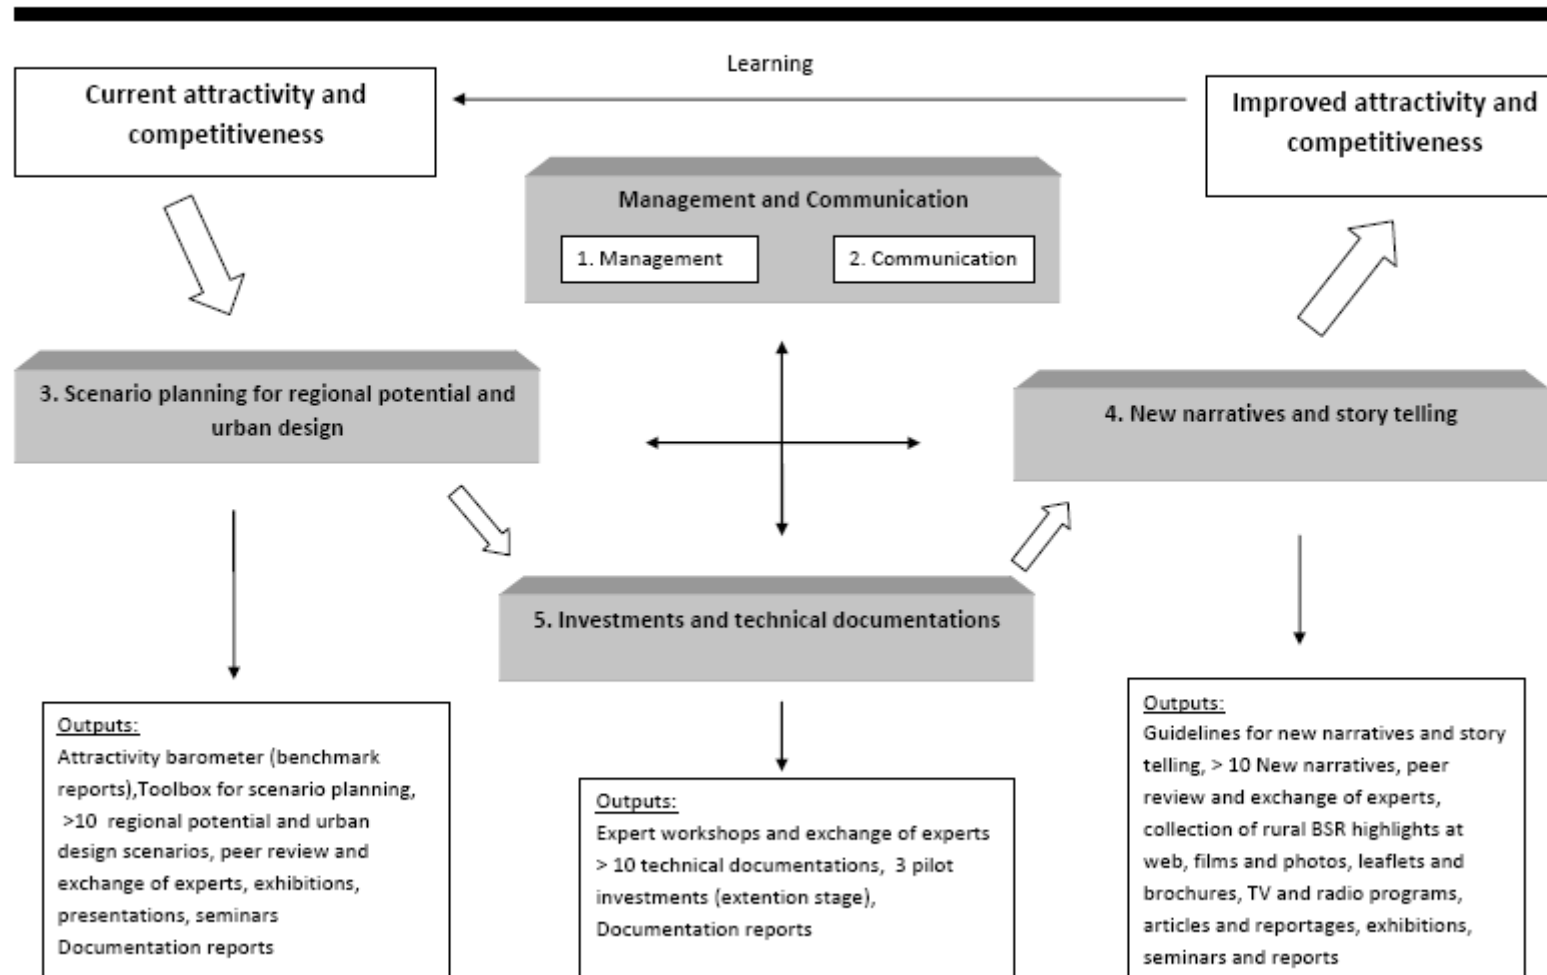 Learning
Current attractivity and
competitiveness
Improved attractivity and
competitiveness
Management and Communication
1. Management
2. Communication
3. Scenario planning for regional potential and
urban design
4. New narratives and story telling
5. Investments and technical documentations
Outputs:
Attractivity barometer (benchmark
reports),Toolbox for scenario planning,
>10 regional potential and urban
design scenarios, peer review and
exchange of experts, exhibitions,
presentations, seminars
Documentation reports
Outputs:
Expert workshops and exchange of experts
> 10 technical documentations, 3 pilot
investments (extention stage),
Documentation reports
Outputs:
Guidelines for new narratives and story
telling, > 10 New narratives, peer
review and exchange of experts,
collection of rural BSR highlights at
web, films and photos, leaflets and
brochures, TV and radio programs,
articles and reportages, exhibitions,
seminars and reports